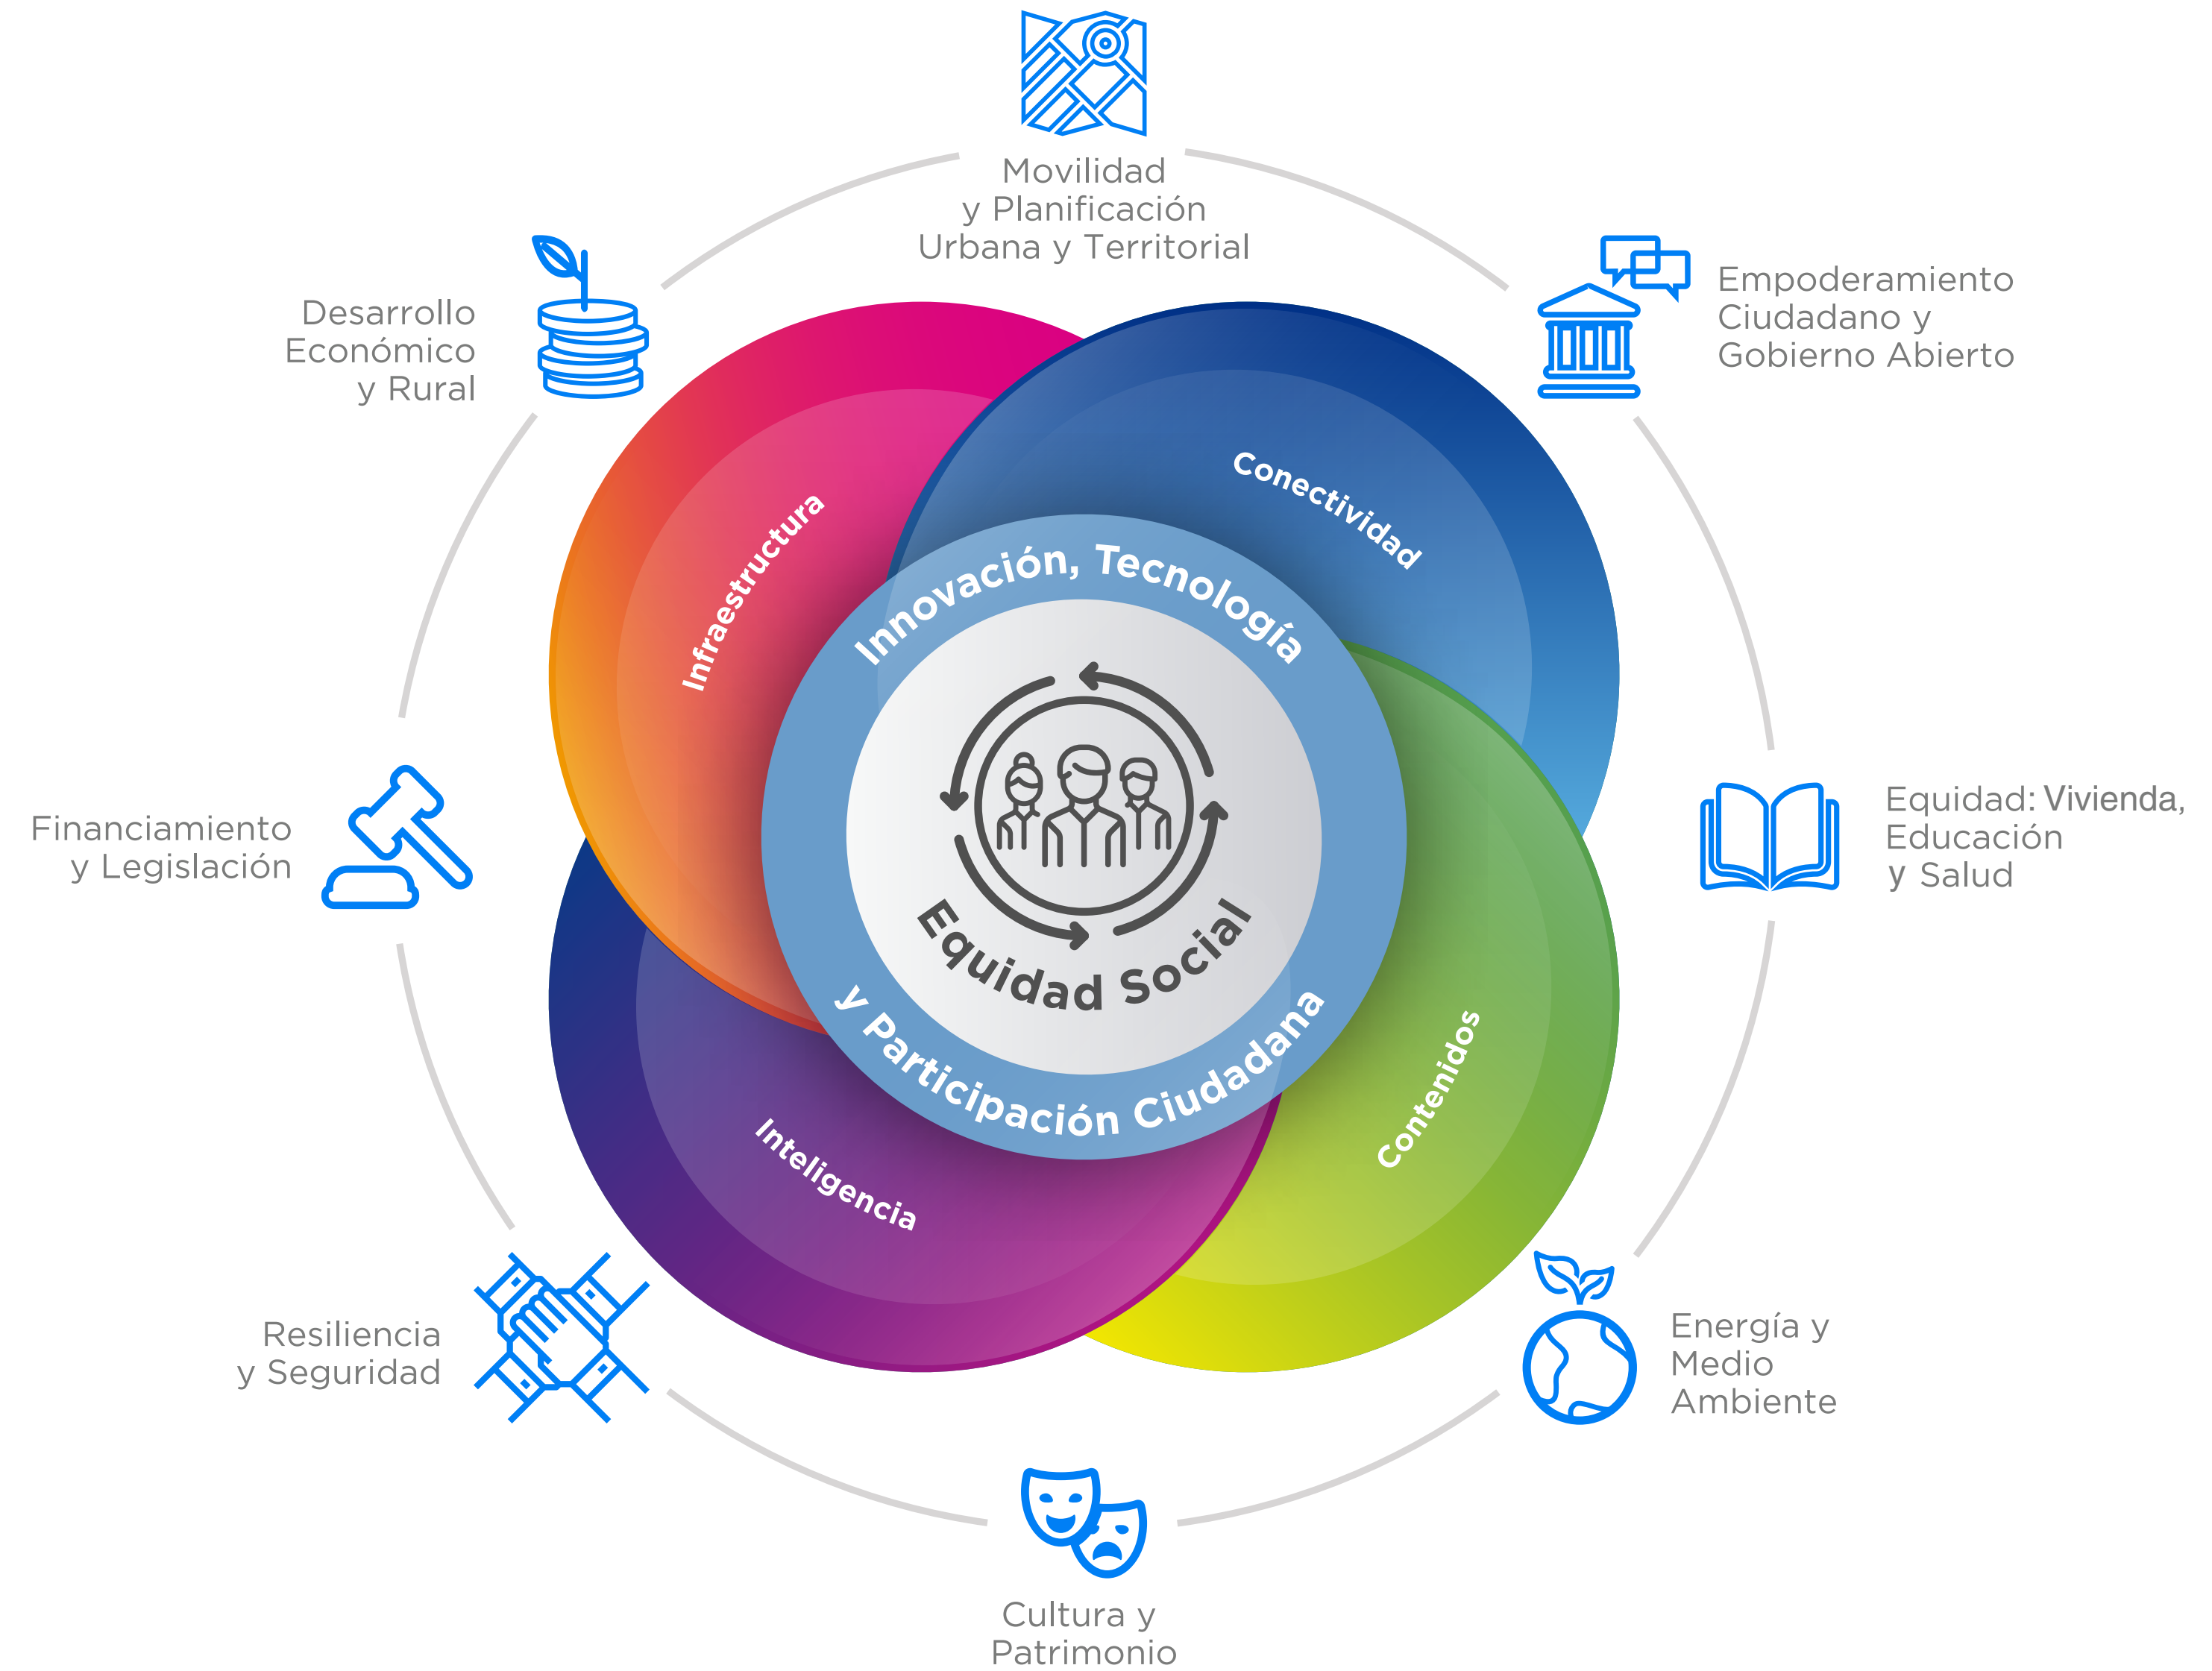 Movilidad
y Planificación
Urbana y Territorial
Empoderamiento
Ciudadano y
Gobierno Abierto
Equidad: Vivienda,
Educación
y Salud
Energía y
Medio
Ambiente
Cultura y
Patrimonio
Resiliencia
y Seguridad
Financiamiento
y Legislación
Desarrollo
Económico
y Rural
Infraestructura
Conectividad
Contenidos
Inteligencia
Innovación, Tecnología
y Participación Ciudadana
Equidad Social